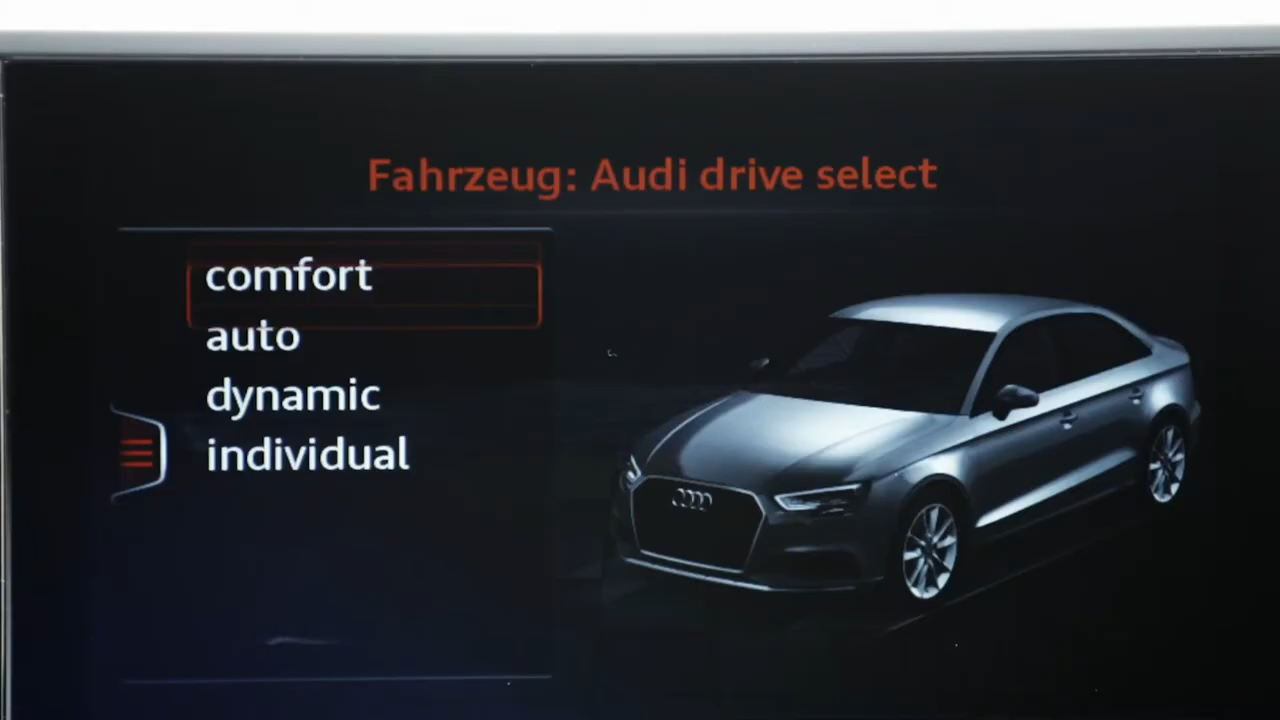 Fahrzeug: Audi drive select
comfort
auto
dynamic
individual